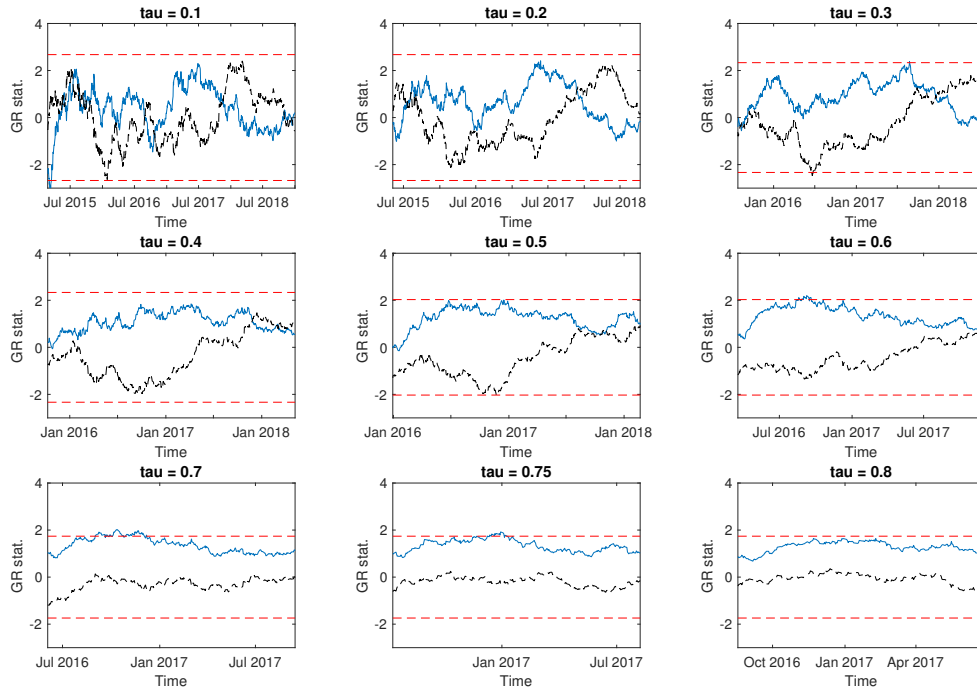 tau = 0.1
tau = 0.2
tau = 0.3
4
2
0
-2
GR stat.
Jul 2015
Jul 2016
Jul 2017
Jul 2018
Time
4
2
0
-2
GR stat.
Jul 2015
Jul 2016
Jul 2017
Jul 2018
Time
4
2
0
-2
GR stat.
Jan 2016
Jan 2017
Jan 2018
Time
tau = 0.4
tau = 0.5
tau = 0.6
4
2
0
-2
GR stat.
Jan 2016
Jan 2017
Jan 2018
Time
4
2
0
-2
GR stat.
Jan 2016
Jan 2017
Jan 2018
Time
4
2
0
-2
GR stat.
Jul 2016
Jan 2017
Jul 2017
Time
tau = 0.7
tau = 0.75
tau = 0.8
4
2
0
-2
GR stat.
Jul 2016
Jan 2017
Jul 2017
Time
4
2
0
-2
GR stat.
Jan 2017
Jul 2017
Time
4
2
0
-2
GR stat.
Oct 2016
Jan 2017
Apr 2017
Time